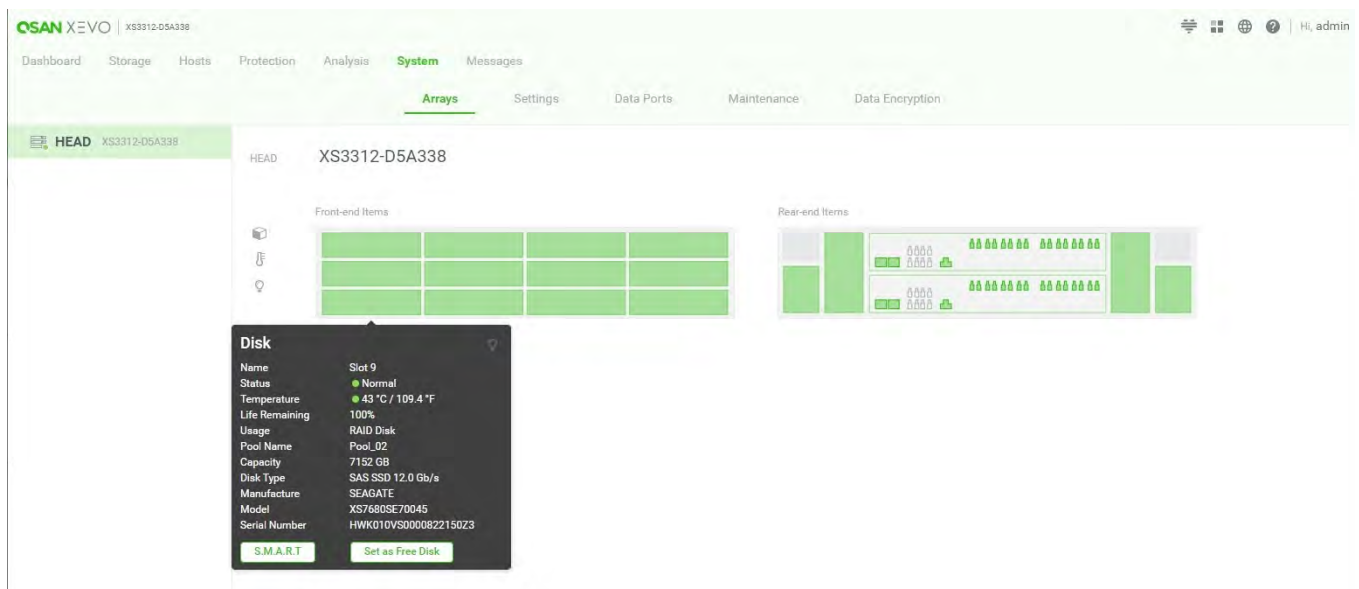 QSAN XEVO | XS3312-D5A338
Hi, admin
Dashboard Storage Hosts Protection Analysis System Messages
Arrays Settings Data Ports Maintenance Data Encryption
HEAD XS3312-D5A338
HEAD XS3312-D5A338
Front-end Items
Rear-end Items
Disk
Name Slot 9
Status Normal
Temperature 43 °C / 109.4 °F
Life Remaining 100%
Usage RAID Disk
Pool Name Pool_02
Capacity 7152 GB
Disk Type SAS SSD 12.0 Gb/s
Manufacture SEAGATE
Model XS7680SE70045
Serial Number HWK010VS0000822150Z3
S.M.A.R.T Set as Free Disk